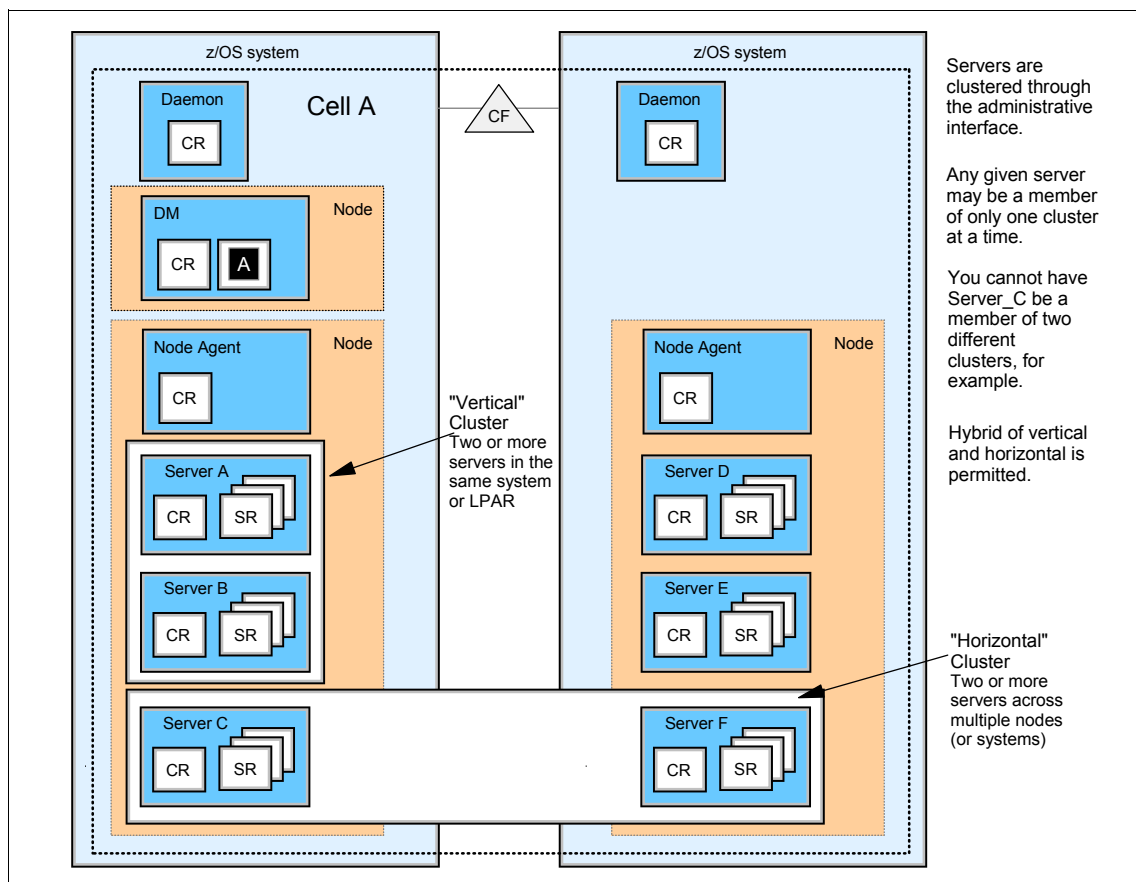 z/OS system
Daemon
CR
Cell A
DM
Node
CR
A
Node Agent
Node
CR
Server A
CR
SR
Server B
CR
SR
Server C
CR
SR
CF
"Vertical"
Cluster
Two or more
servers in the
same system
or LPAR
z/OS system
Daemon
CR
Node Agent
Node
CR
Server D
CR
SR
Server E
CR
SR
Server F
CR
SR
Servers are
clustered through
the administrative
interface.
Any given server
may be a member
of only one cluster
at a time.
You cannot have
Server_C be a
member of two
different
clusters, for
example.
Hybrid of vertical
and horizontal is
permitted.
"Horizontal"
Cluster
Two or more
servers across
multiple nodes
(or systems)